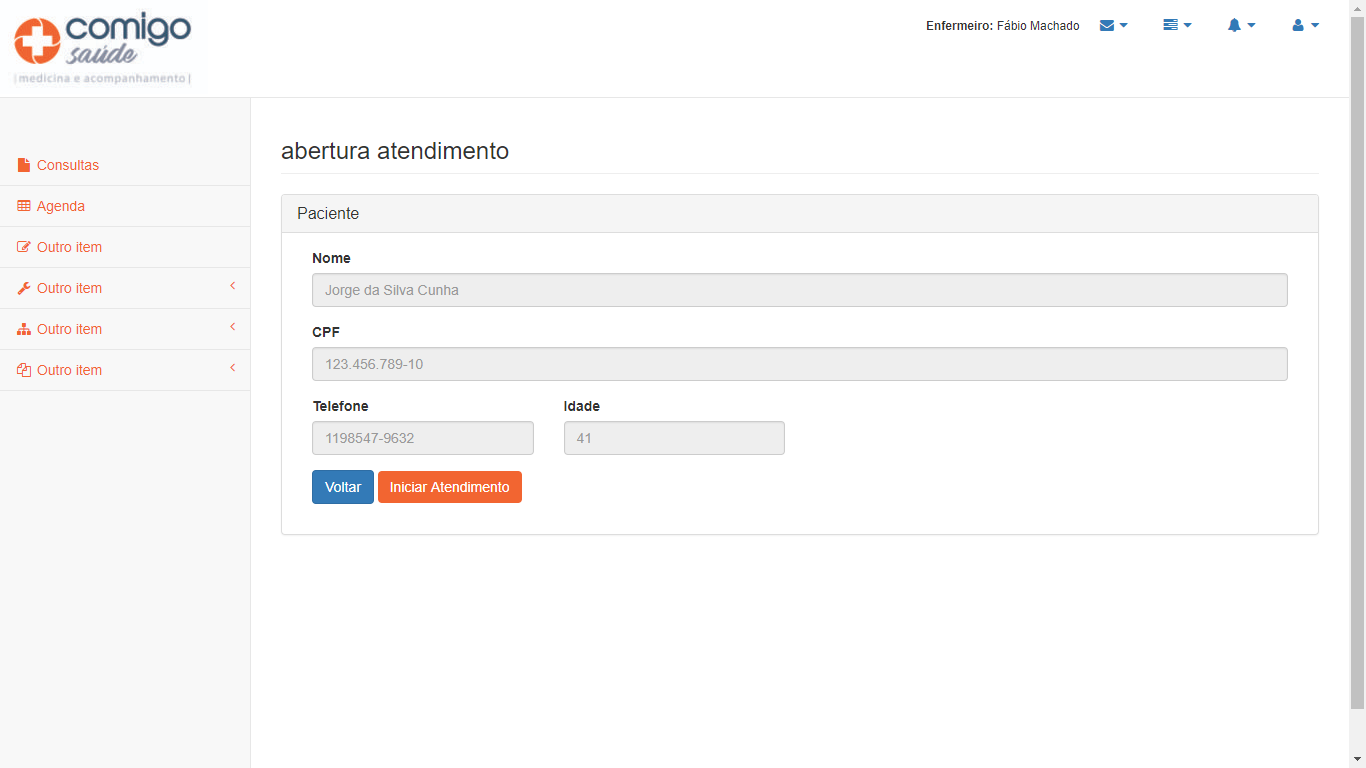 comigo
saúde
| medicina e acompanhamento |
Enfermeiro: Fábio Machado
Consultas
Agenda
Outro item
Outro item
Outro item
Outro item
abertura atendimento
Paciente
Nome
Jorge da Silva Cunha
CPF
123.456.789-10
Telefone Idade
1198547-9632 41
Voltar Iniciar Atendimento